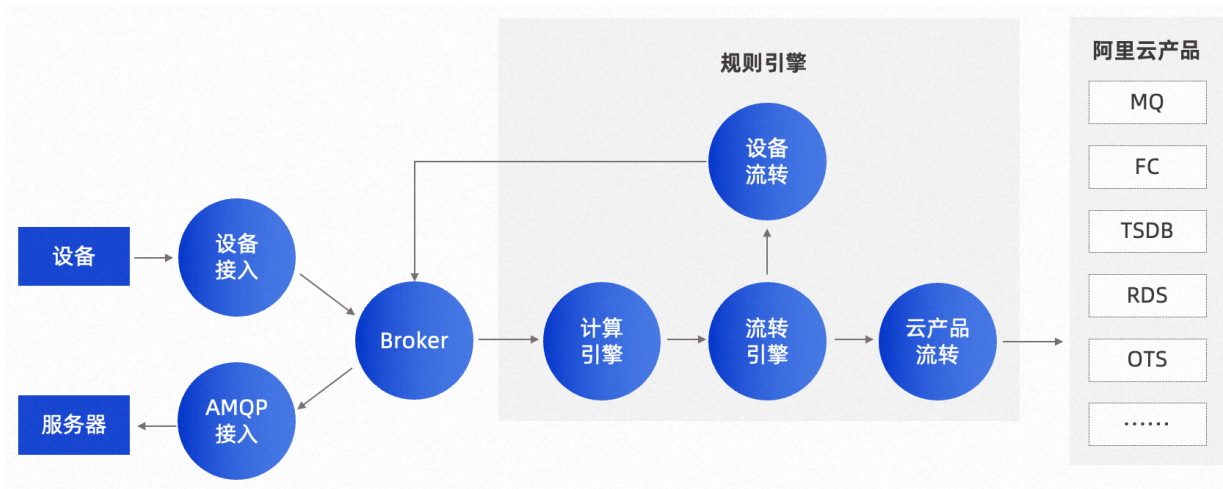 规则引擎
阿里云产品
MQ
FC
TSDB
RDS
OTS
……
设备
流转
设备
设备
接入
Broker
计算
引擎
流转
引擎
云产品
流转
服务器
AMQP
接入